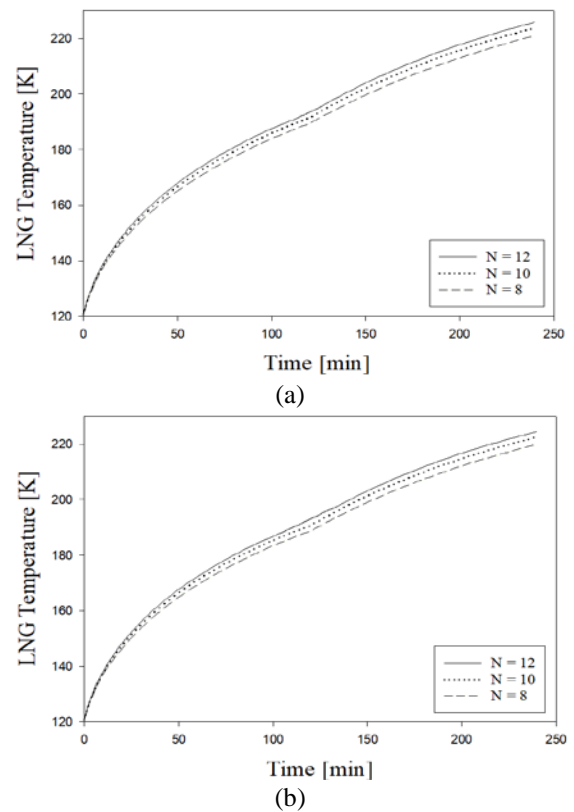 220
200
180
160
140
120
LNG Temperature [K]
N = 12
N = 10
N = 8
0 50 100 150 200 250
Time [min]
(a)
220
200
180
160
140
120
LNG Temperature [K]
N = 12
N = 10
N = 8
0 50 100 150 200 250
Time [min]
(b)